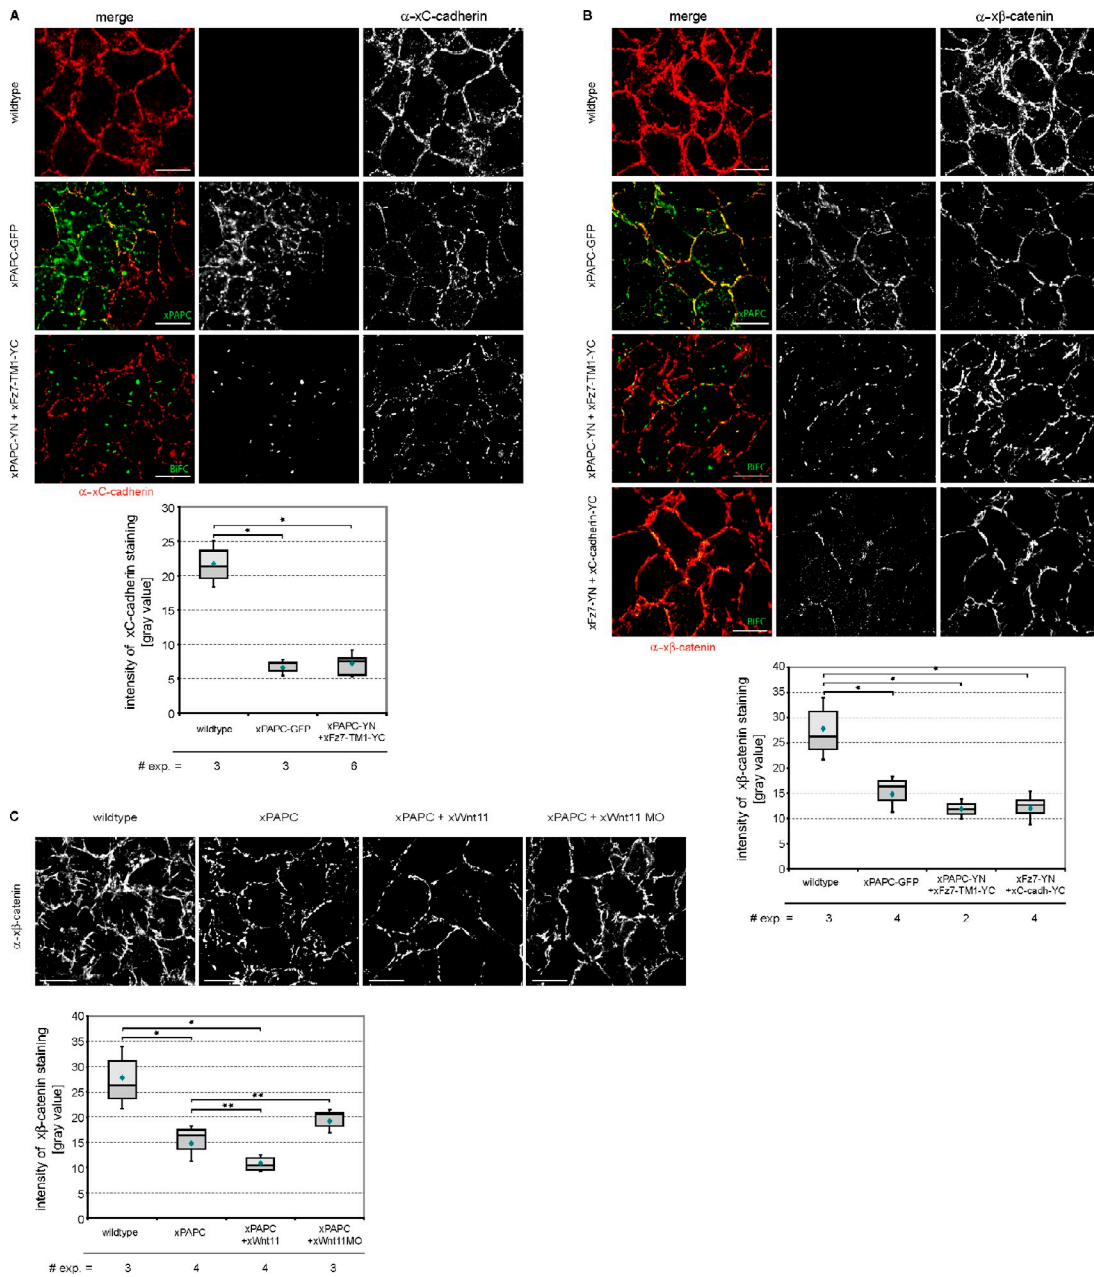 A
merge
α-xC-cadherin
wildtype
xPAPC-GFP
xPAPC
xPAPC-YN + xFz7-TM1-YC
BiFC
α-xC-cadherin
intensity of xC-cadherin staining
[gray value]
30
25
20
15
10
5
0
*
*
wildtype
xPAPC-GFP
xPAPC-YN
+xFz7-TM1-YC
# exp. =
3
3
6
B
merge
α-xβ-catenin
wildtype
xPAPC-GFP
xPAPC
xPAPC-YN + xFz7-TM1-YC
BiFC
xFz7-YN + xC-cadherin-YC
BiFC
α-xβ-catenin
intensity of xβ-catenin staining
[gray value]
40
35
30
25
20
15
10
5
0
*
*
*
wildtype
xPAPC-GFP
xPAPC-YN
+xFz7-TM1-YC
xFz7-YN
+xC-cadh-YC
# exp. =
3
4
2
4
C
wildtype
xPAPC
xPAPC + xWnt11
xPAPC + xWnt11 MO
α-xβ-catenin
intensity of xβ-catenin staining
[gray value]
40
35
30
25
20
15
10
5
0
*
*
**
**
wildtype
xPAPC
xPAPC
+xWnt11
xPAPC
+xWnt11MO
# exp. =
3
4
4
3